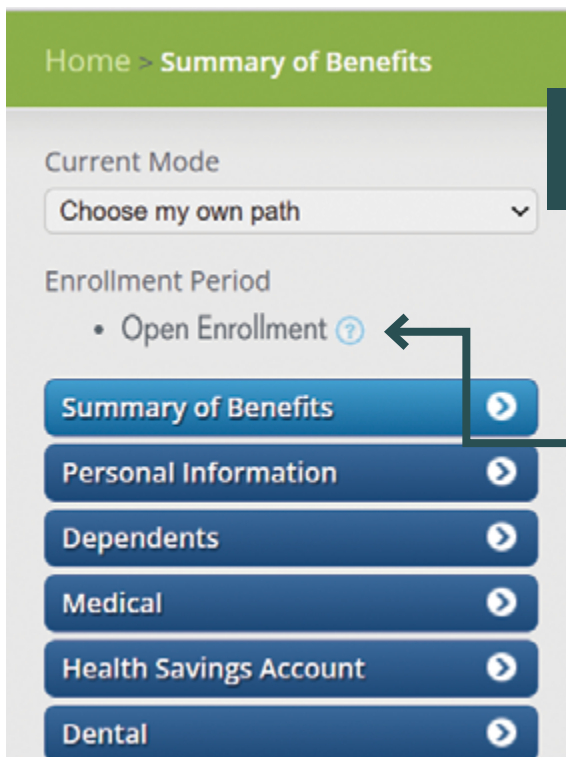 Home > Summary of Benefits
Current Mode
Choose my own path
Enrollment Period
• Open Enrollment ?
Summary of Benefits
Personal Information
Dependents
Medical
Health Savings Account
Dental